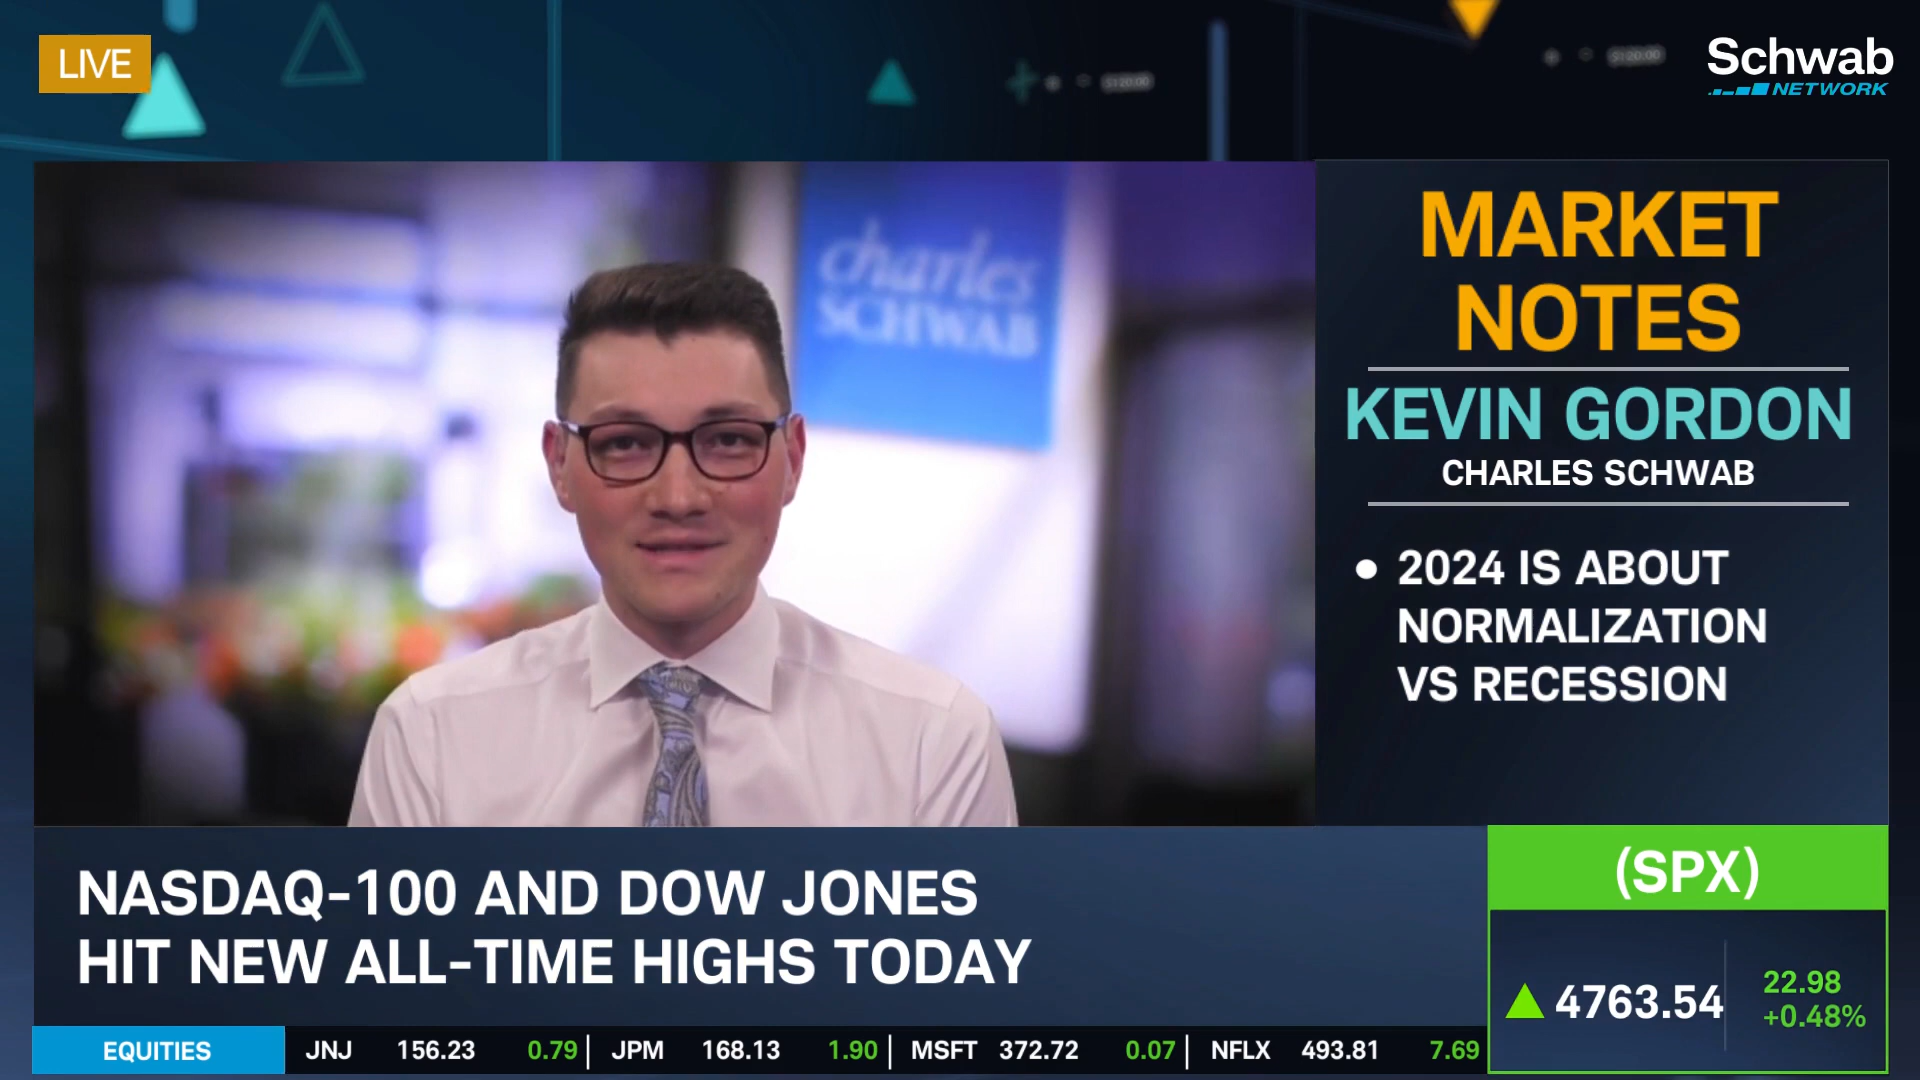 LIVE
Schwab
NETWORK
charles
SCHWAB
MARKET
NOTES
KEVIN GORDON
CHARLES SCHWAB
• 2024 IS ABOUT
NORMALIZATION
VS RECESSION
NASDAQ-100 AND DOW JONES
HIT NEW ALL-TIME HIGHS TODAY
(SPX)
▲ 4763.54
22.98
+0.48%
EQUITIES JNJ 156.23 0.79 | JPM 168.13 1.90 | MSFT 372.72 0.07 | NFLX 493.81 7.69